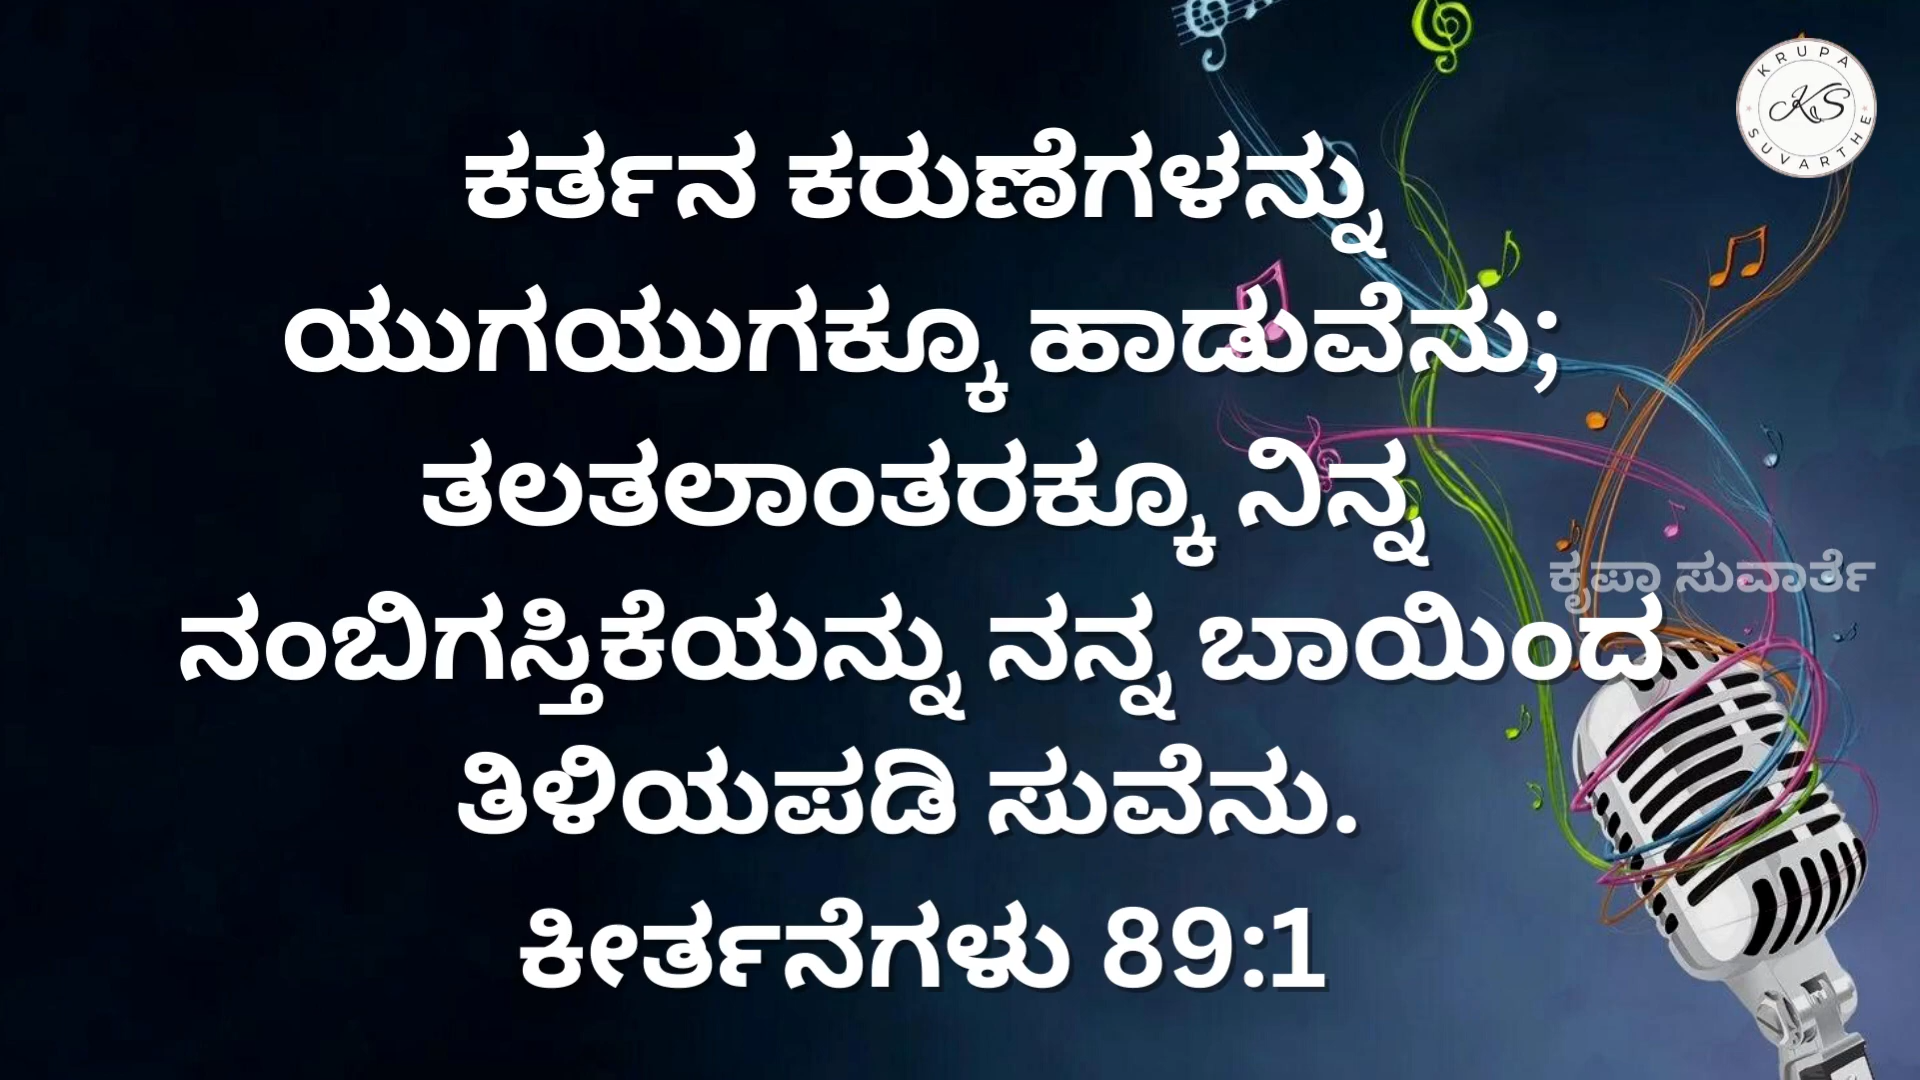 KRUPA
KS
SUVARTHE
ಕರ್ತನ ಕರುಣೆಗಳನ್ನು
ಯುಗಯುಗಕ್ಕೂ ಹಾಡುವೆನು;
ತಲತಲಾಂತರಕ್ಕೂ ನಿನ್ನ
ಕೃಪಾ ಸುವಾರ್ತೆ
ನಂಬಿಗಸ್ತಿಕೆಯನ್ನು ನನ್ನ ಬಾಯಿಂದ
ತಿಳಿಯಪಡಿ ಸುವೆನು.
ಕೀರ್ತನೆಗಳು 89:1